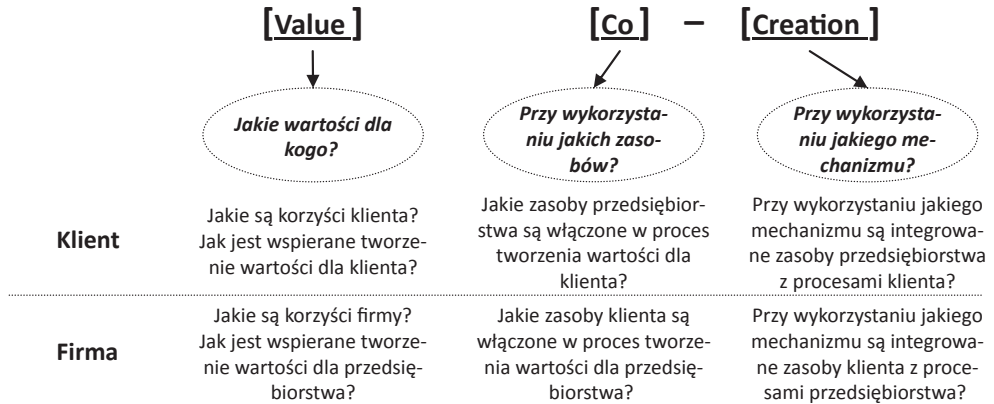 [Value ]
[Co ] – [Creation ]
Jakie wartości dla
kogo?
Przy wykorzysta-
niu jakich zaso-
bów?
Przy wykorzysta-
niu jakiego me-
chanizmu?
Klient
Jakie są korzyści klienta?
Jak jest wspierane tworze-
nie wartości dla klienta?
Jakie zasoby przedsiębior-
stwa są włączone w proces
tworzenia wartości dla
klienta?
Przy wykorzystaniu jakiego
mechanizmu są integrowa-
ne zasoby przedsiębiorstwa
z procesami klienta?
Firma
Jakie są korzyści firmy?
Jak jest wspierane tworze-
nie wartości dla przedsię-
biorstwa?
Jakie zasoby klienta są
włączone w proces tworze-
nia wartości dla przedsię-
biorstwa?
Przy wykorzystaniu jakiego
mechanizmu są integrowa-
ne zasoby klienta z proce-
sami przedsiębiorstwa?